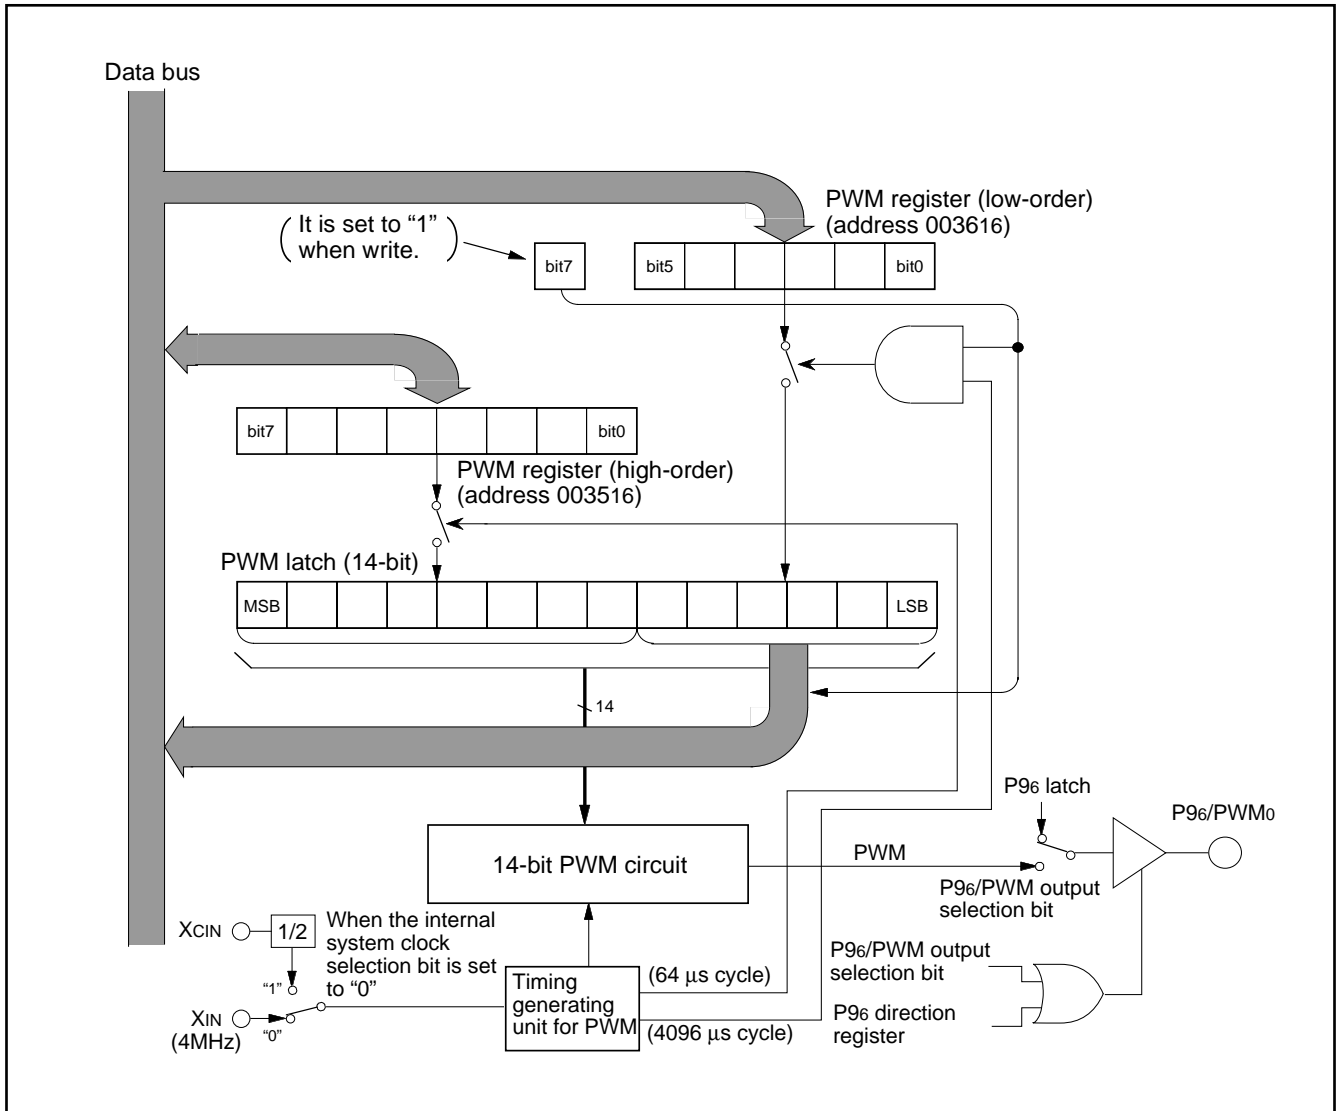 Data bus
PWM register (low-order)
(address 003616)
It is set to “1”
when write.
bit7
bit5
bit0
bit7
bit0
PWM register (high-order)
(address 003516)
PWM latch (14-bit)
MSB
LSB
14
P96 latch
P96/PWM0
14-bit PWM circuit
PWM
P96/PWM output
selection bit
XCIN
1/2
When the internal
system clock
selection bit is set
to “0”
“1”
XIN
(4MHz)
“0”
Timing
generating
unit for PWM
(64 μs cycle)
(4096 μs cycle)
P96/PWM output
selection bit
P96 direction
register